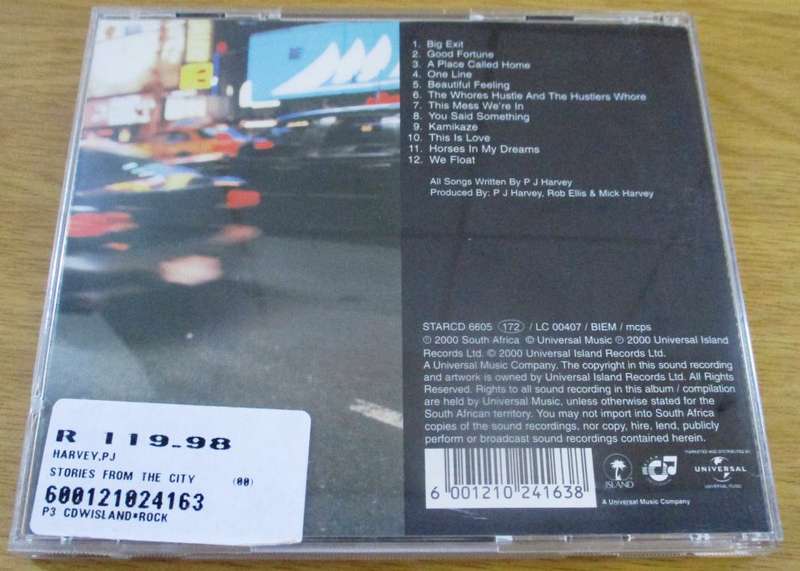 1. Big Exit
2. Good Fortune
3. A Place Called Home
4. One Line
5. Beautiful Feeling
6. The Whores Hustle And The Hustlers Whore
7. This Mess We're In
8. You Said Something
9. Kamikaze
10. This Is Love
11. Horses In My Dreams
12. We Float
All Songs Written By P J Harvey
Produced By: P J Harvey, Rob Ellis & Mick Harvey
STARCD 6605 172 / LC 00407 / BIEM / mcps
℗ 2000 South Africa © Universal Music ℗ 2000 Universal Island
Records Ltd. © 2000 Universal Island Records Ltd.
A Universal Music Company. The copyright in this sound recording
and artwork is owned by Universal Island Records Ltd. All Rights
Reserved. Rights to all sound recording in this album / compilation
are held by Universal Music, unless otherwise stated for the
South African territory. You may not import into South Africa
copies of the sound recordings, nor copy, hire, lend, publicly
perform or broadcast sound recordings contained herein.
6 001210 241638
ISLAND
MARKETED AND DISTRIBUTED BY
UNIVERSAL
UNIVERSAL MUSIC
A Universal Music Company
R 119.98
HARVEY,PJ
STORIES FROM THE CITY (00)
600121024163
P3 CDWISLAND*ROCK